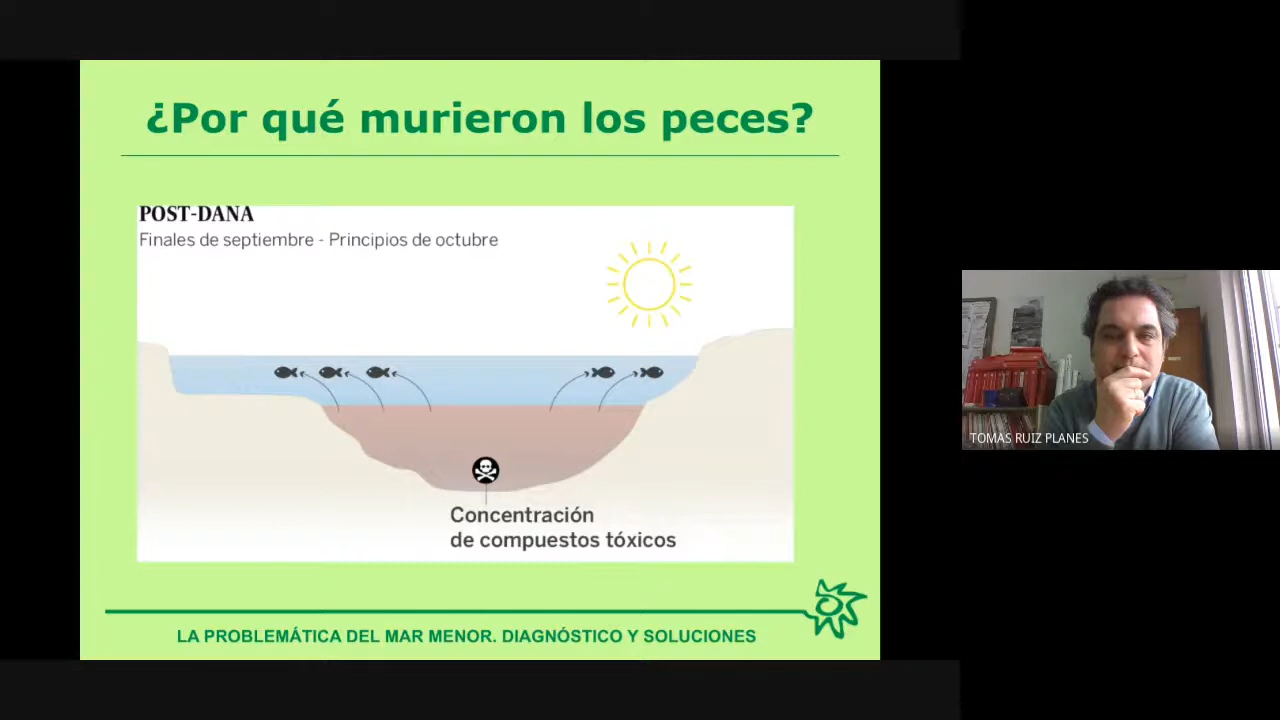 ¿Por qué murieron los peces?
POST-DANA
Finales de septiembre - Principios de octubre
Concentración
de compuestos tóxicos
LA PROBLEMÁTICA DEL MAR MENOR. DIAGNÓSTICO Y SOLUCIONES
TOMAS RUIZ PLANES